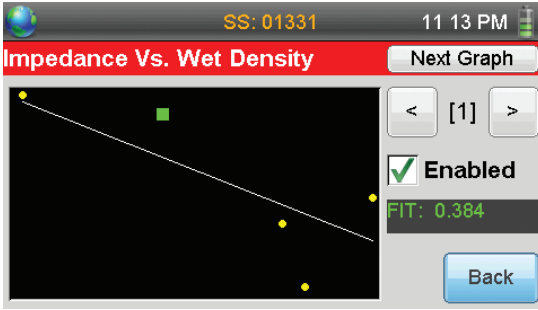 SS: 01331 11 13 PM
Impedance Vs. Wet Density Next Graph
< [1] >
Enabled
FIT: 0.384
Back